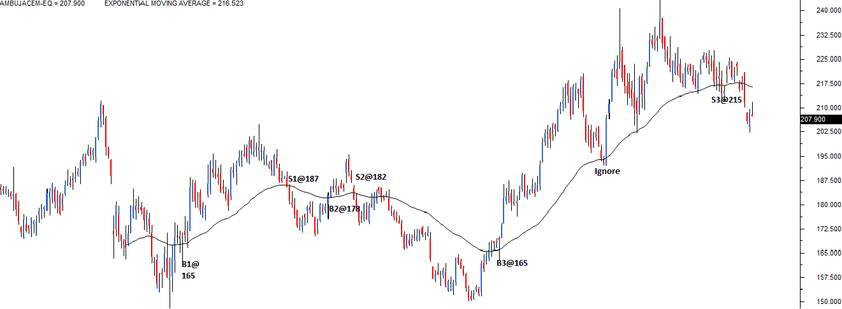 AMBUJACEM-EQ = 207.900 EXPONENTIAL MOVING AVERAGE = 216.523
240.000
232.500
225.000
217.500
S3@215
210.000
207.900
202.500
195.000
Ignore
S1@187
S2@182
187.500
B2@178
180.000
172.500
B1@
165
B3@165
165.000
157.500
150.000